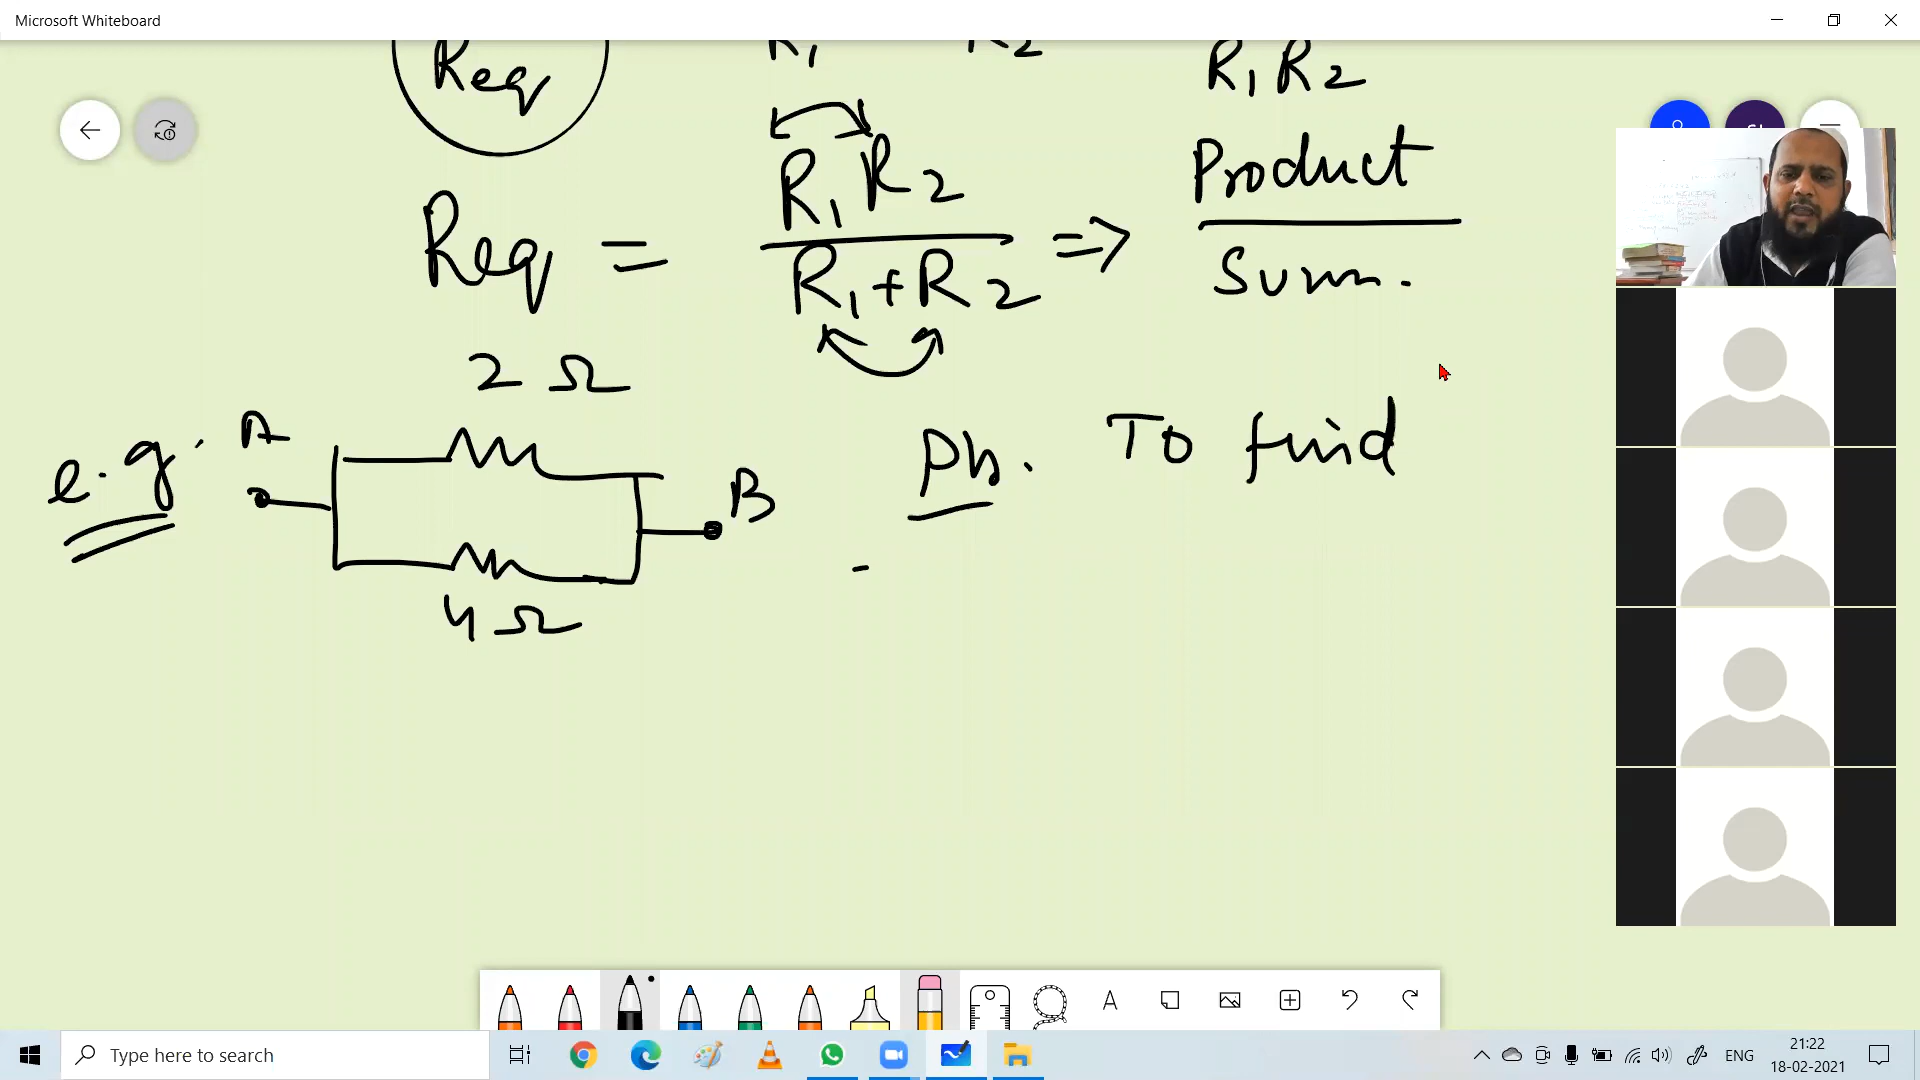 Microsoft Whiteboard
Req
R₁ R₂
R₁R₂
Req = R₁R₂ / R₁+R₂ => Product / Sum.
2 Ω
e.g. A
B
Pb. To find
-
4 Ω
Type here to search
ENG
21:22
18-02-2021